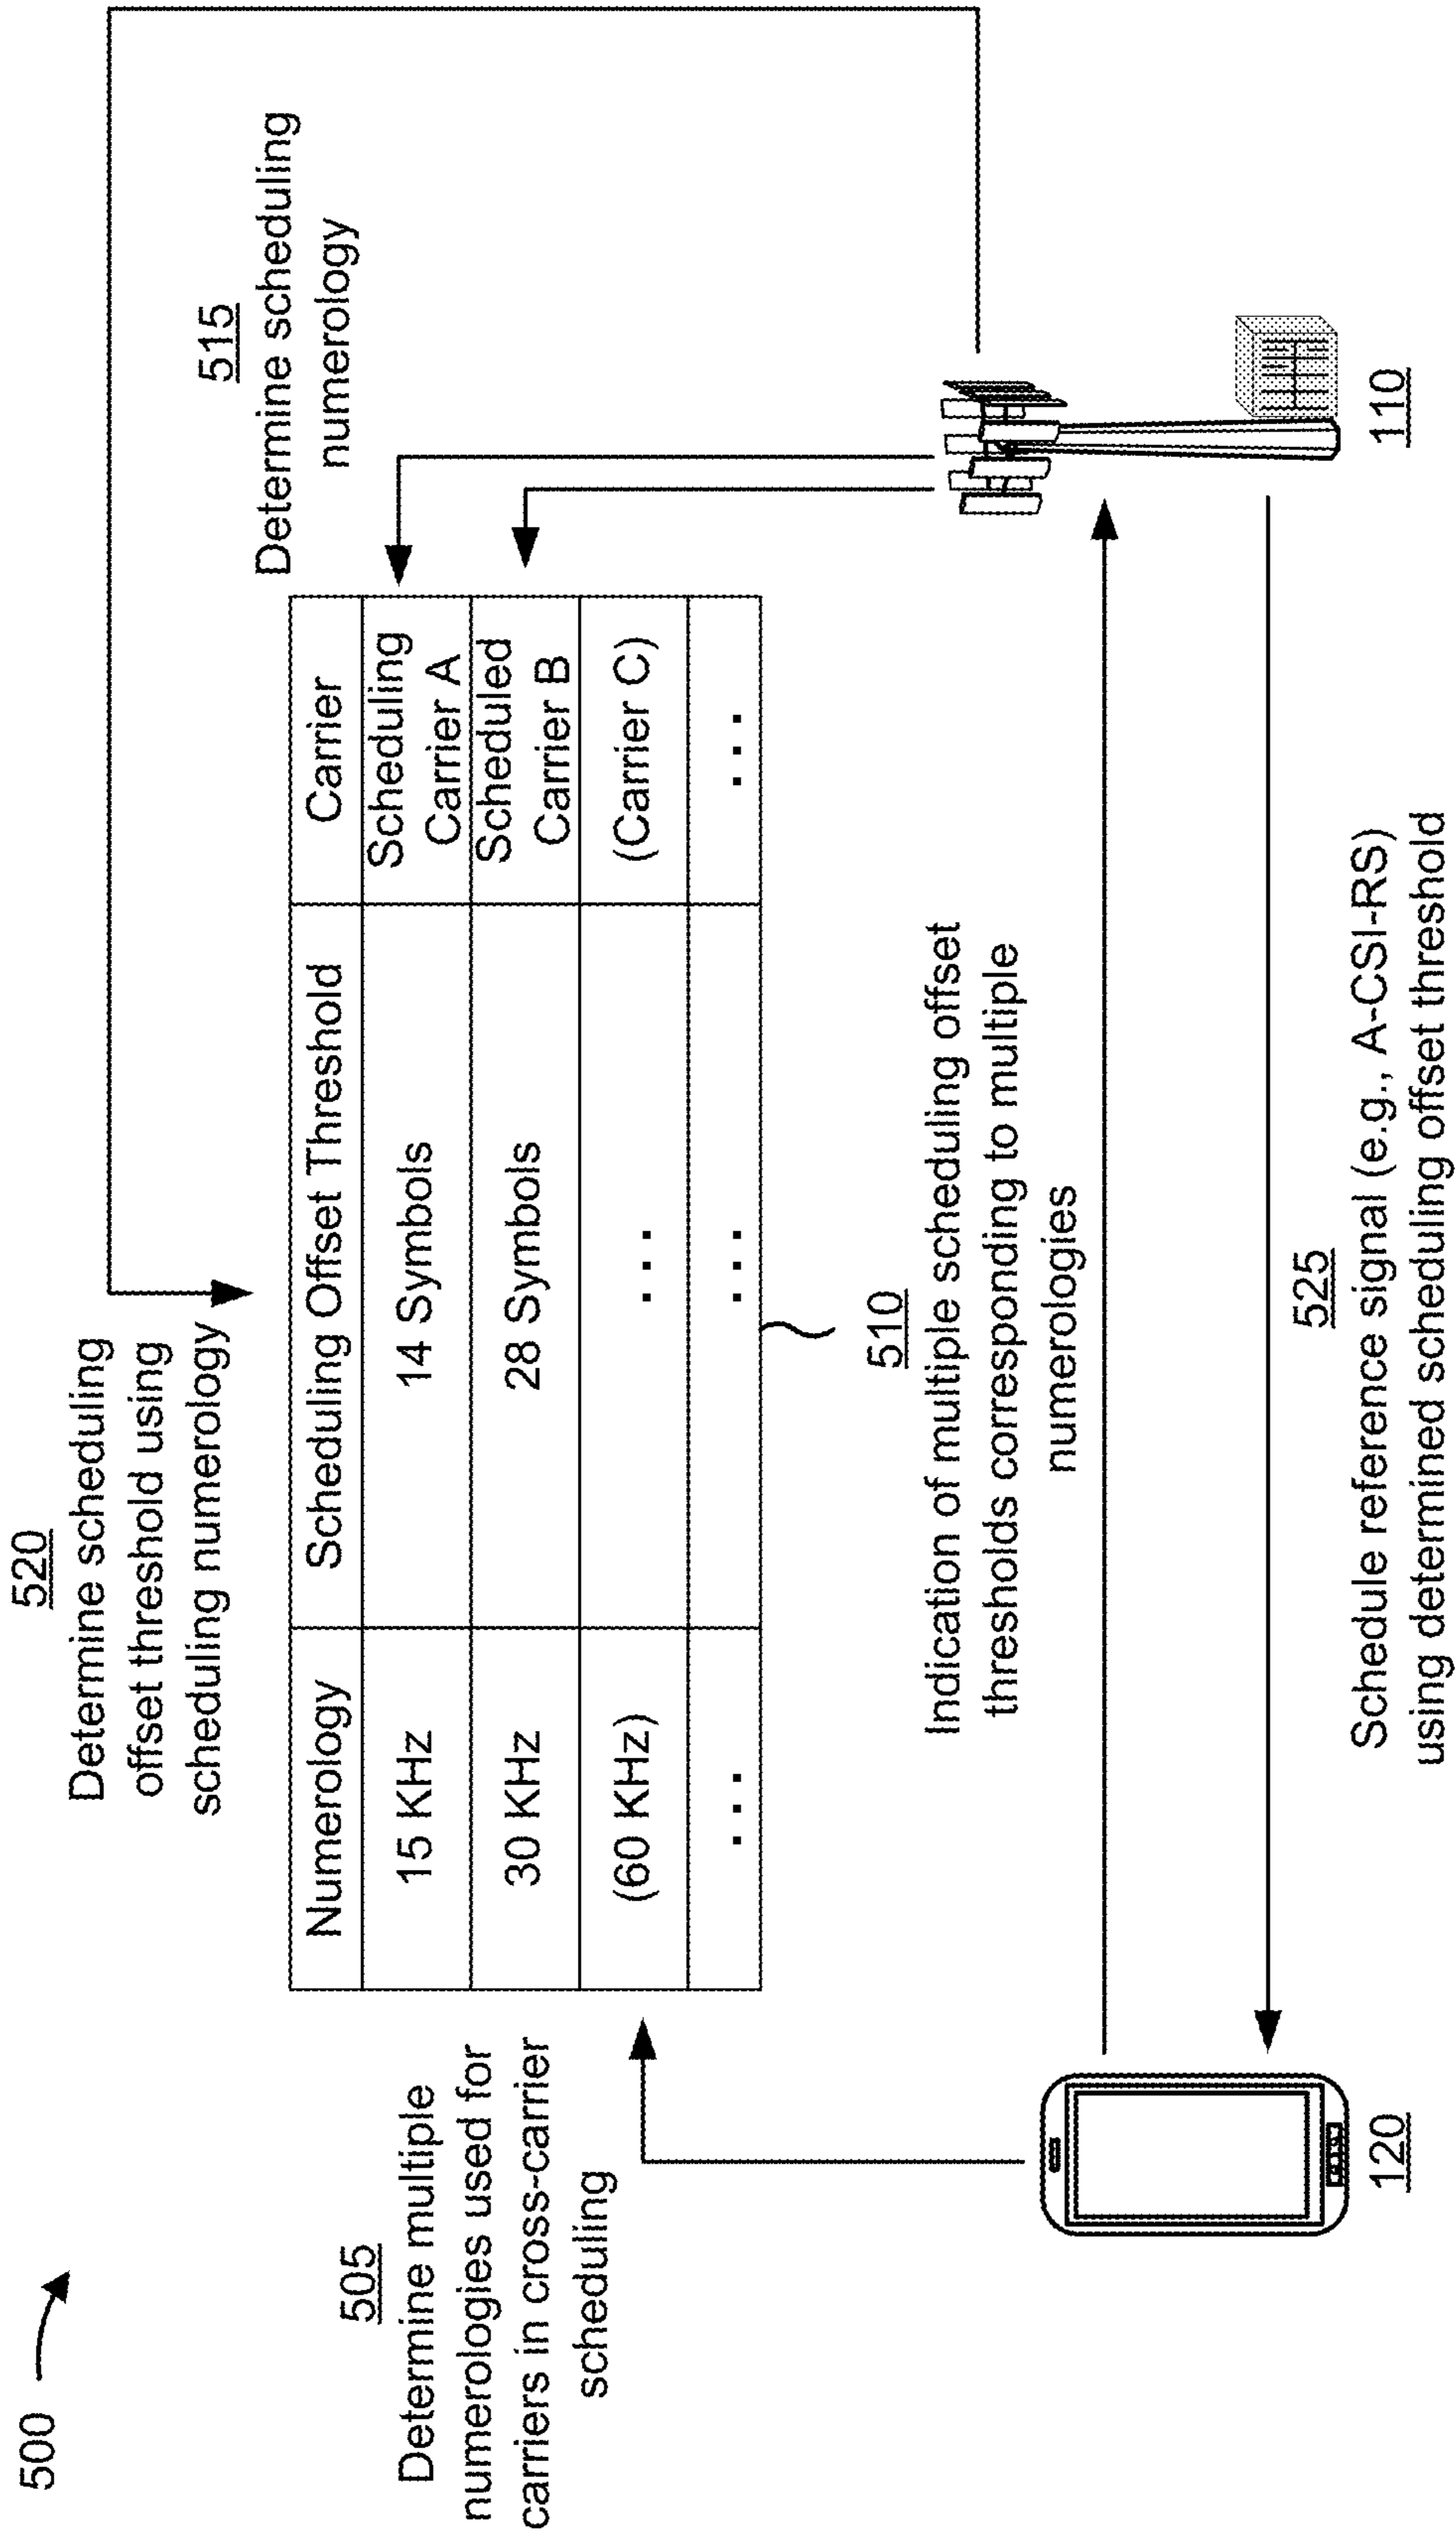 500
505
Determine multiple
numerologies used for
carriers in cross-carrier
scheduling
520
Determine scheduling
offset threshold using
scheduling numerology
515
Determine scheduling
numerology
Numerology Scheduling Offset Threshold Carrier
15 KHz 14 Symbols Scheduling Carrier A
30 KHz 28 Symbols Scheduled Carrier B
(60 KHz) ... (Carrier C)
... ... ...
510
Indication of multiple scheduling offset
thresholds corresponding to multiple
numerologies
525
Schedule reference signal (e.g., A-CSI-RS)
using determined scheduling offset threshold
120
110